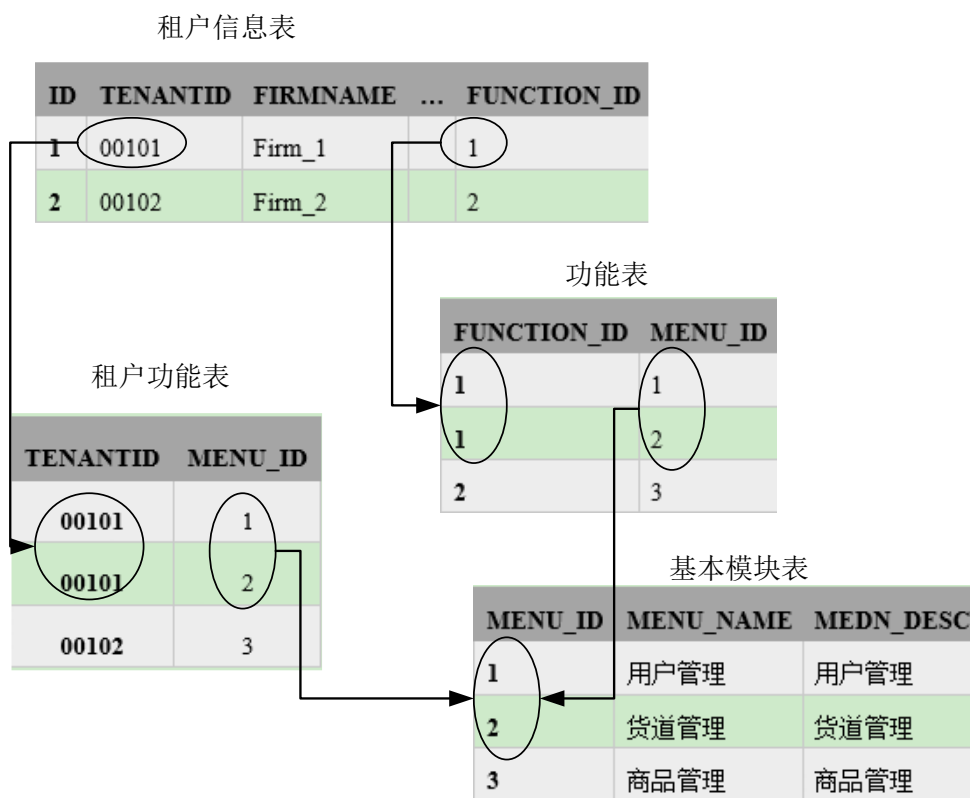 租户信息表
ID TENANTID FIRMNAME ... FUNCTION_ID
1 00101 Firm_1 1
2 00102 Firm_2 2
功能表
FUNCTION_ID MENU_ID
1 1
1 2
2 3
租户功能表
TENANTID MENU_ID
00101 1
00101 2
00102 3
基本模块表
MENU_ID MENU_NAME MEDN_DESC
1 用户管理 用户管理
2 货道管理 货道管理
3 商品管理 商品管理